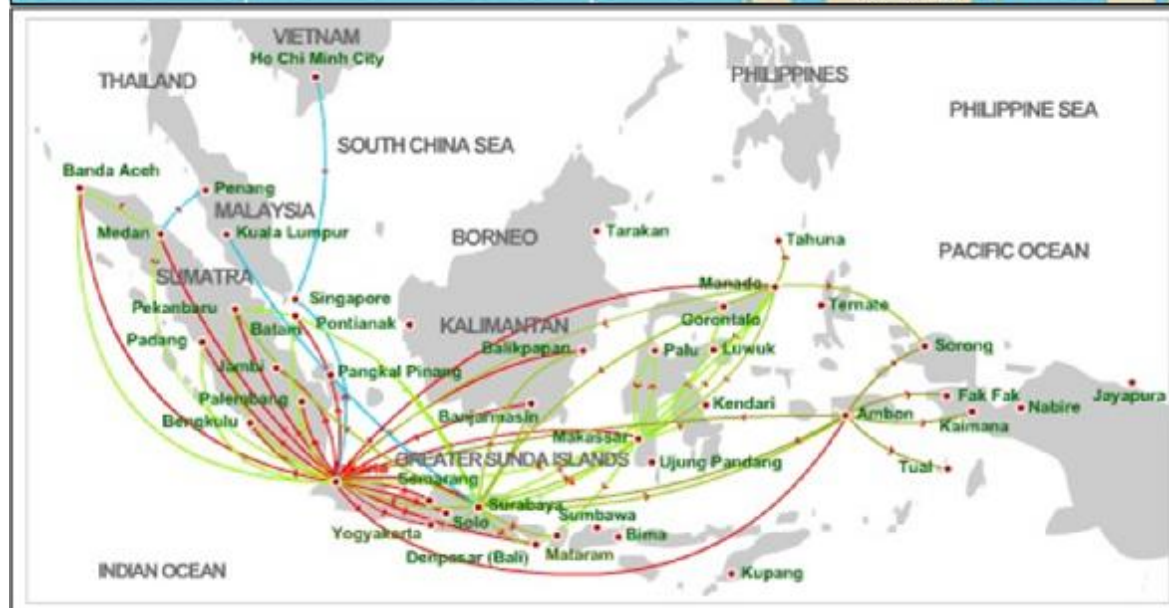 VIETNAM
Ho Chi Minh City
THAILAND
PHILIPPINES
PHILIPPINE SEA
SOUTH CHINA SEA
Banda Aceh
Penang
MALAYSIA
Medan
Kuala Lumpur
BORNEO
Tarakan
Tahuna
PACIFIC OCEAN
SUMATRA
Manado
Singapore
Ternate
Pekanbaru
Batam
Pontianak
KALIMANTAN
Gorontalo
Padang
Balikpapan
Palu
Luwuk
Sorong
Jambi
Pangkal Pinang
Jayapura
Palembang
Banjarmasin
Kendari
Fak Fak
Nabire
Bengkulu
Ambon
Kaimana
Makassar
GREATER SUNDA ISLANDS
Ujung Pandang
Tual
Semarang
Surabaya
Solo
Sumbawa
Yogyakarta
Bima
Denpasar (Bali)
Mataram
INDIAN OCEAN
Kupang